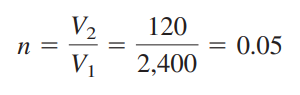 n = V₂ / V₁ = 120 / 2,400 = 0.05